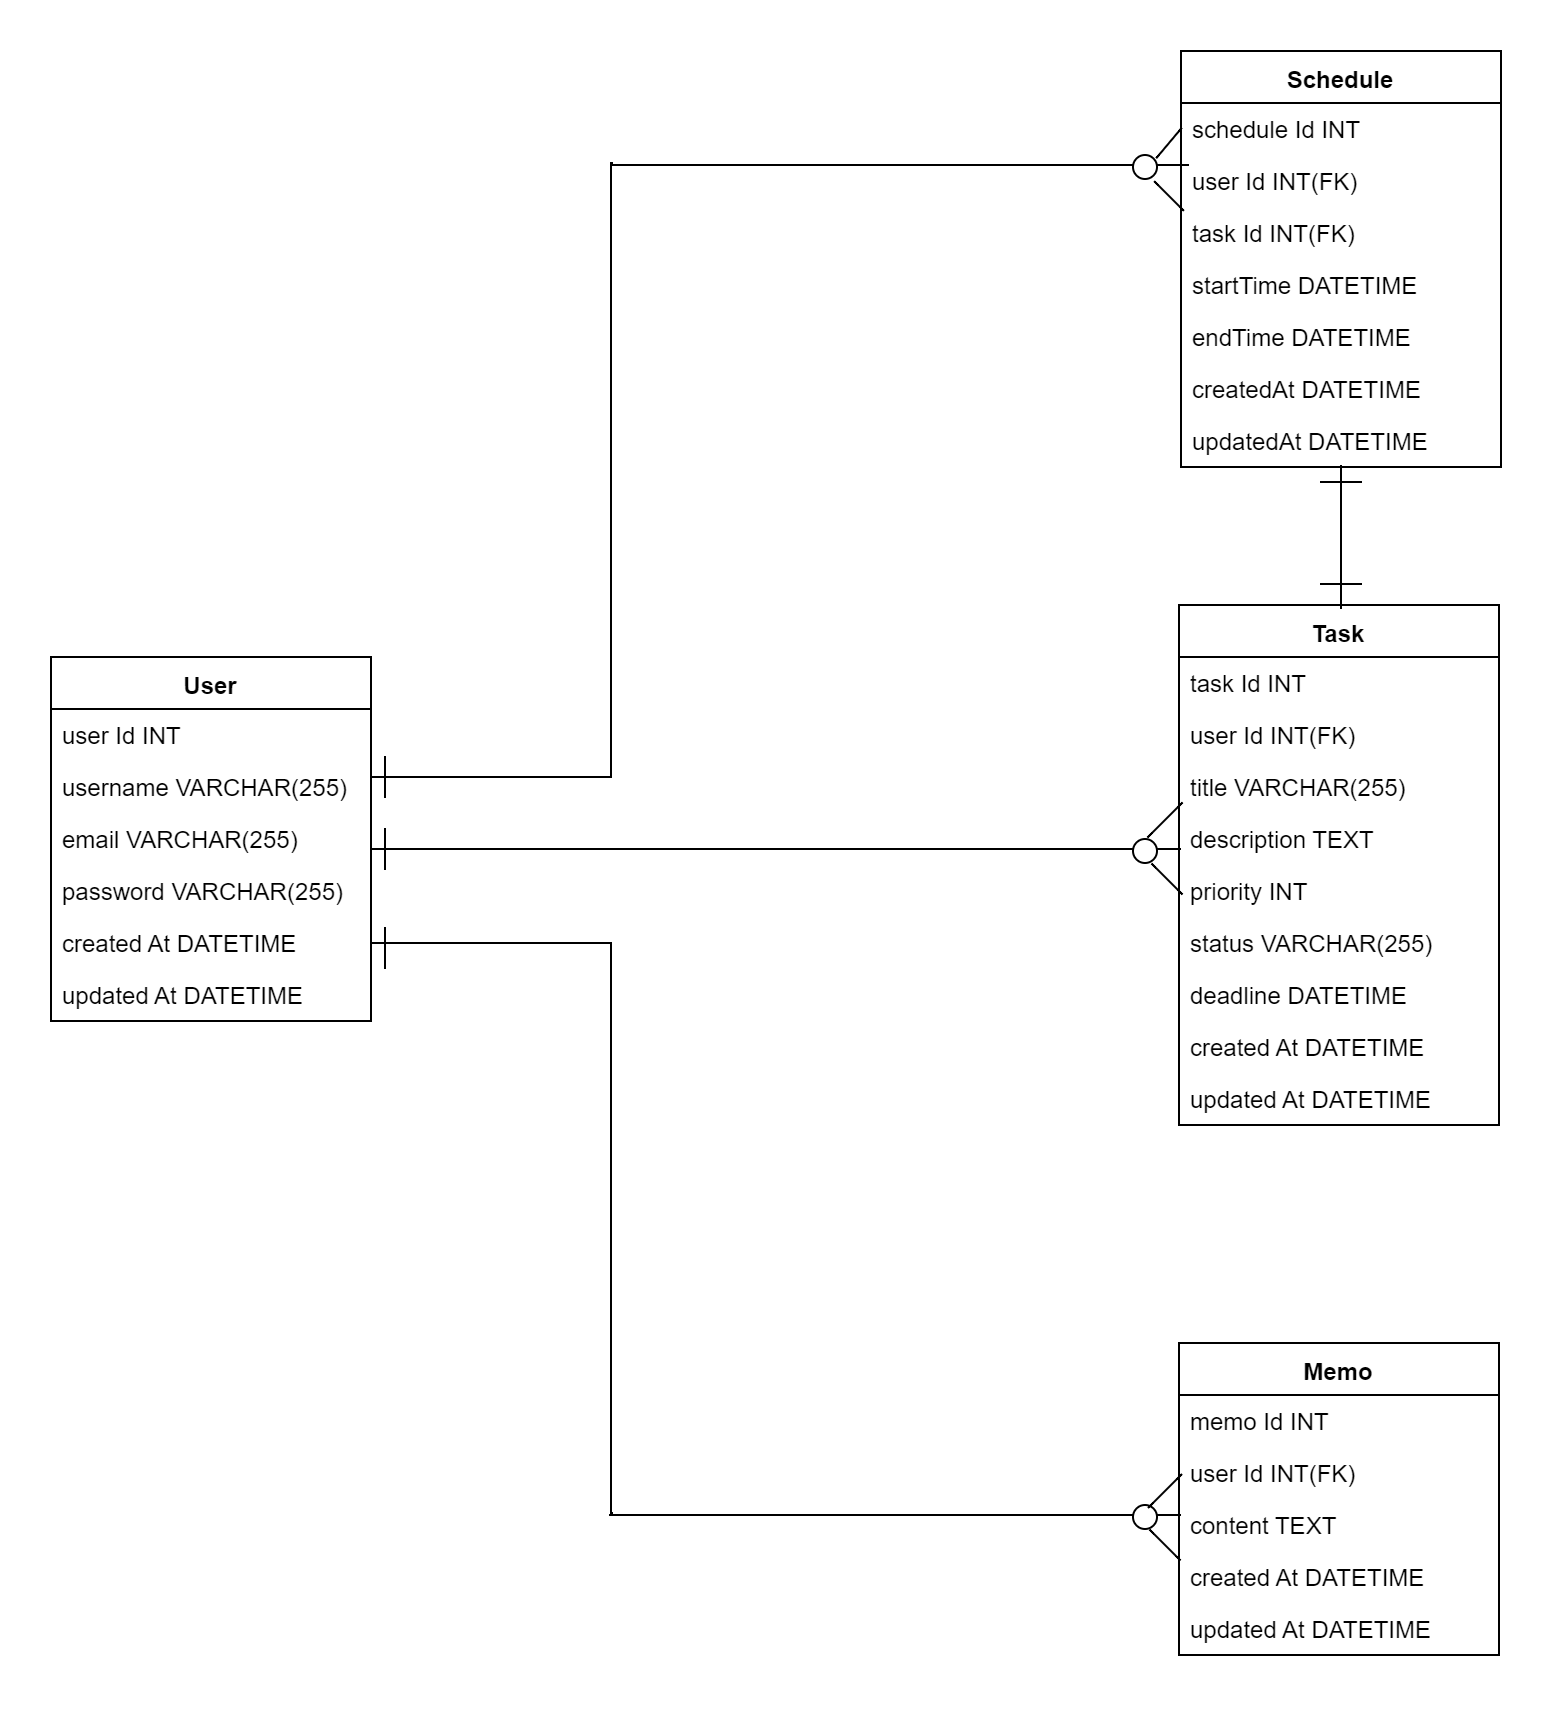 Schedule
schedule Id INT
user Id INT(FK)
task Id INT(FK)
startTime DATETIME
endTime DATETIME
createdAt DATETIME
updatedAt DATETIME
User
user Id INT
username VARCHAR(255)
email VARCHAR(255)
password VARCHAR(255)
created At DATETIME
updated At DATETIME
Task
task Id INT
user Id INT(FK)
title VARCHAR(255)
description TEXT
priority INT
status VARCHAR(255)
deadline DATETIME
created At DATETIME
updated At DATETIME
Memo
memo Id INT
user Id INT(FK)
content TEXT
created At DATETIME
updated At DATETIME